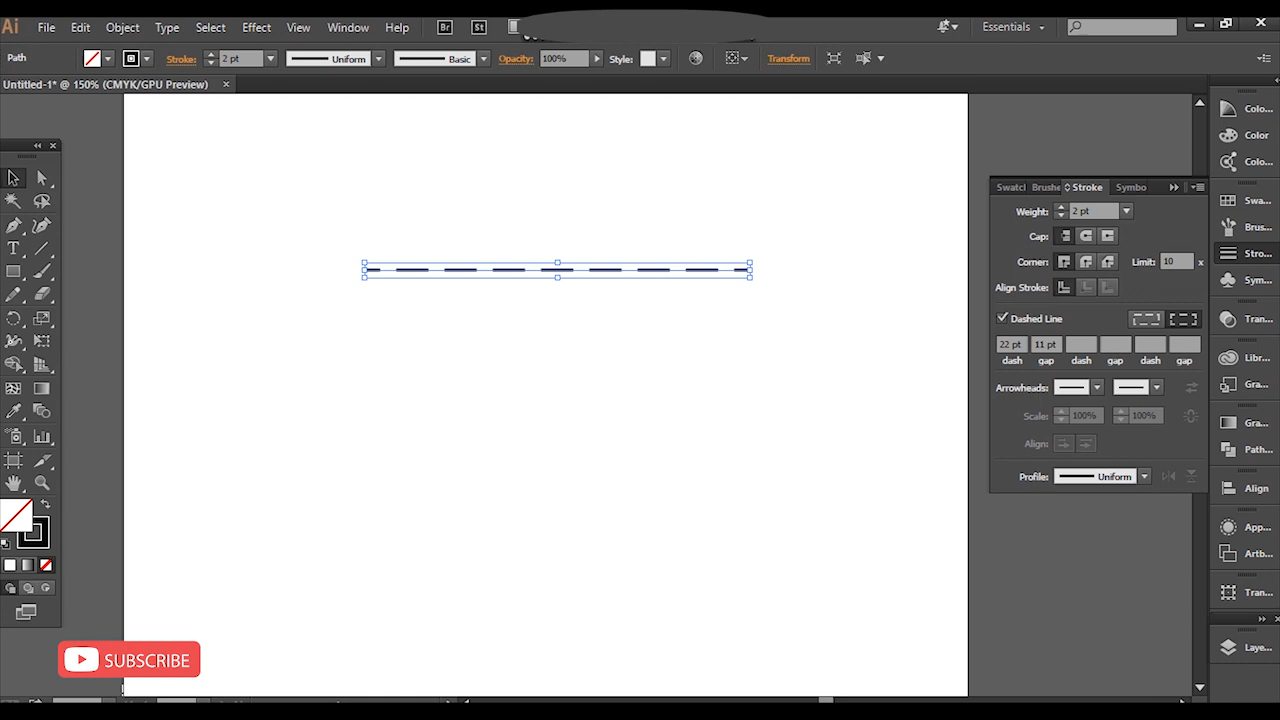 Ai File Edit Object Type Select Effect View Window Help Br St Essentials
Path Stroke: 2 pt Uniform Basic Opacity: 100% Style: Transform
Untitled-1* @ 150% (CMYK/GPU Preview) ×
Swatcl Brushe Stroke Symbo
Weight: 2 pt
Cap:
Corner: Limit: 10 x
Align Stroke:
Dashed Line
22 pt 11 pt
dash gap dash gap dash gap
Arrowheads:
Scale: 100% 100%
Align:
Profile: Uniform
Colo...
Color
Colo...
Swa...
Brus...
Stro...
Sym...
Tran...
Libr...
Gra...
Gra...
Path...
Align
App...
Artb...
Tran...
Laye...
SUBSCRIBE